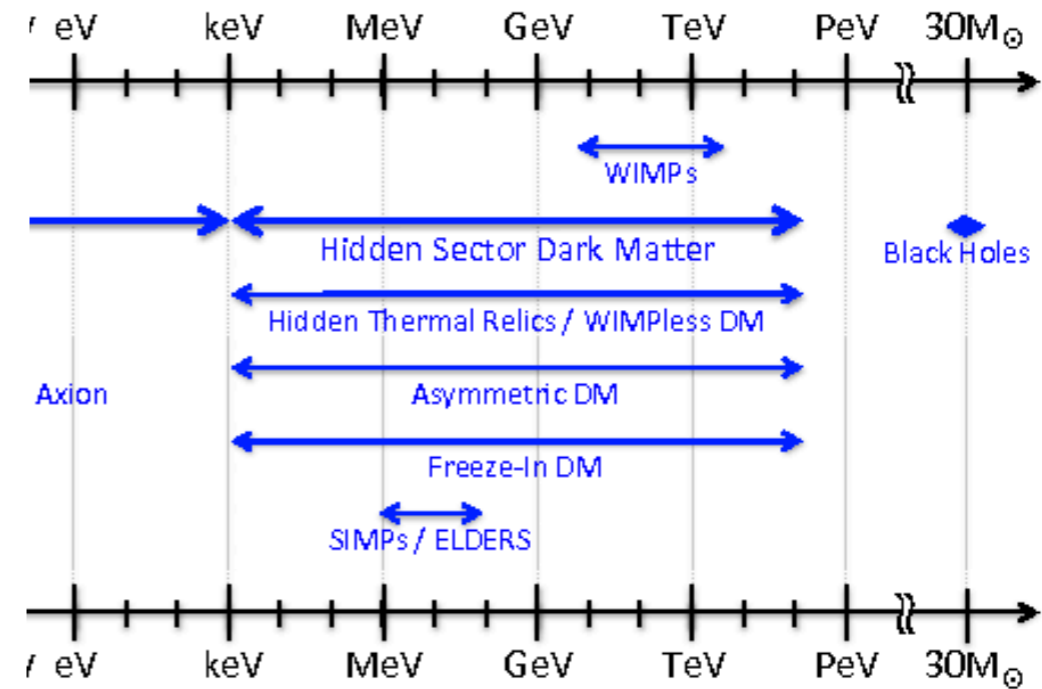 eV keV MeV GeV TeV PeV 30M⊙
WIMPs
Hidden Sector Dark Matter
Black Holes
Hidden Thermal Relics / WIMPless DM
Axion
Asymmetric DM
Freeze-In DM
SIMPs / ELDERS
eV keV MeV GeV TeV PeV 30M⊙